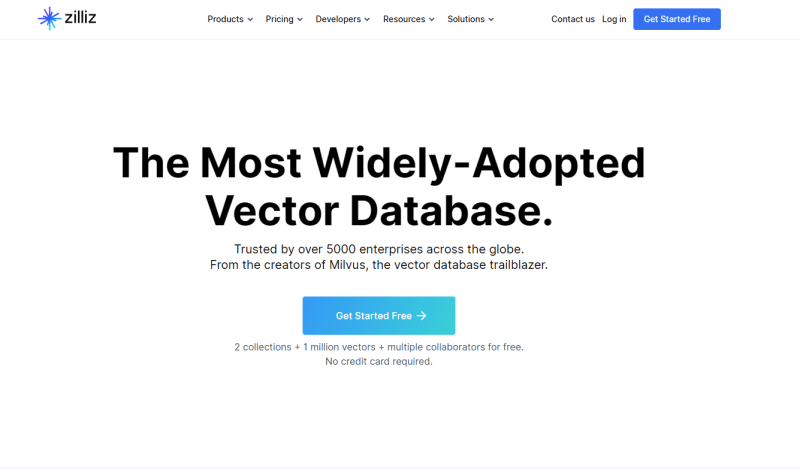 zilliz
Products Pricing Developers Resources Solutions Contact us Log in Get Started Free
The Most Widely-Adopted
Vector Database.
Trusted by over 5000 enterprises across the globe.
From the creators of Milvus, the vector database trailblazer.
Get Started Free →
2 collections + 1 million vectors + multiple collaborators for free.
No credit card required.